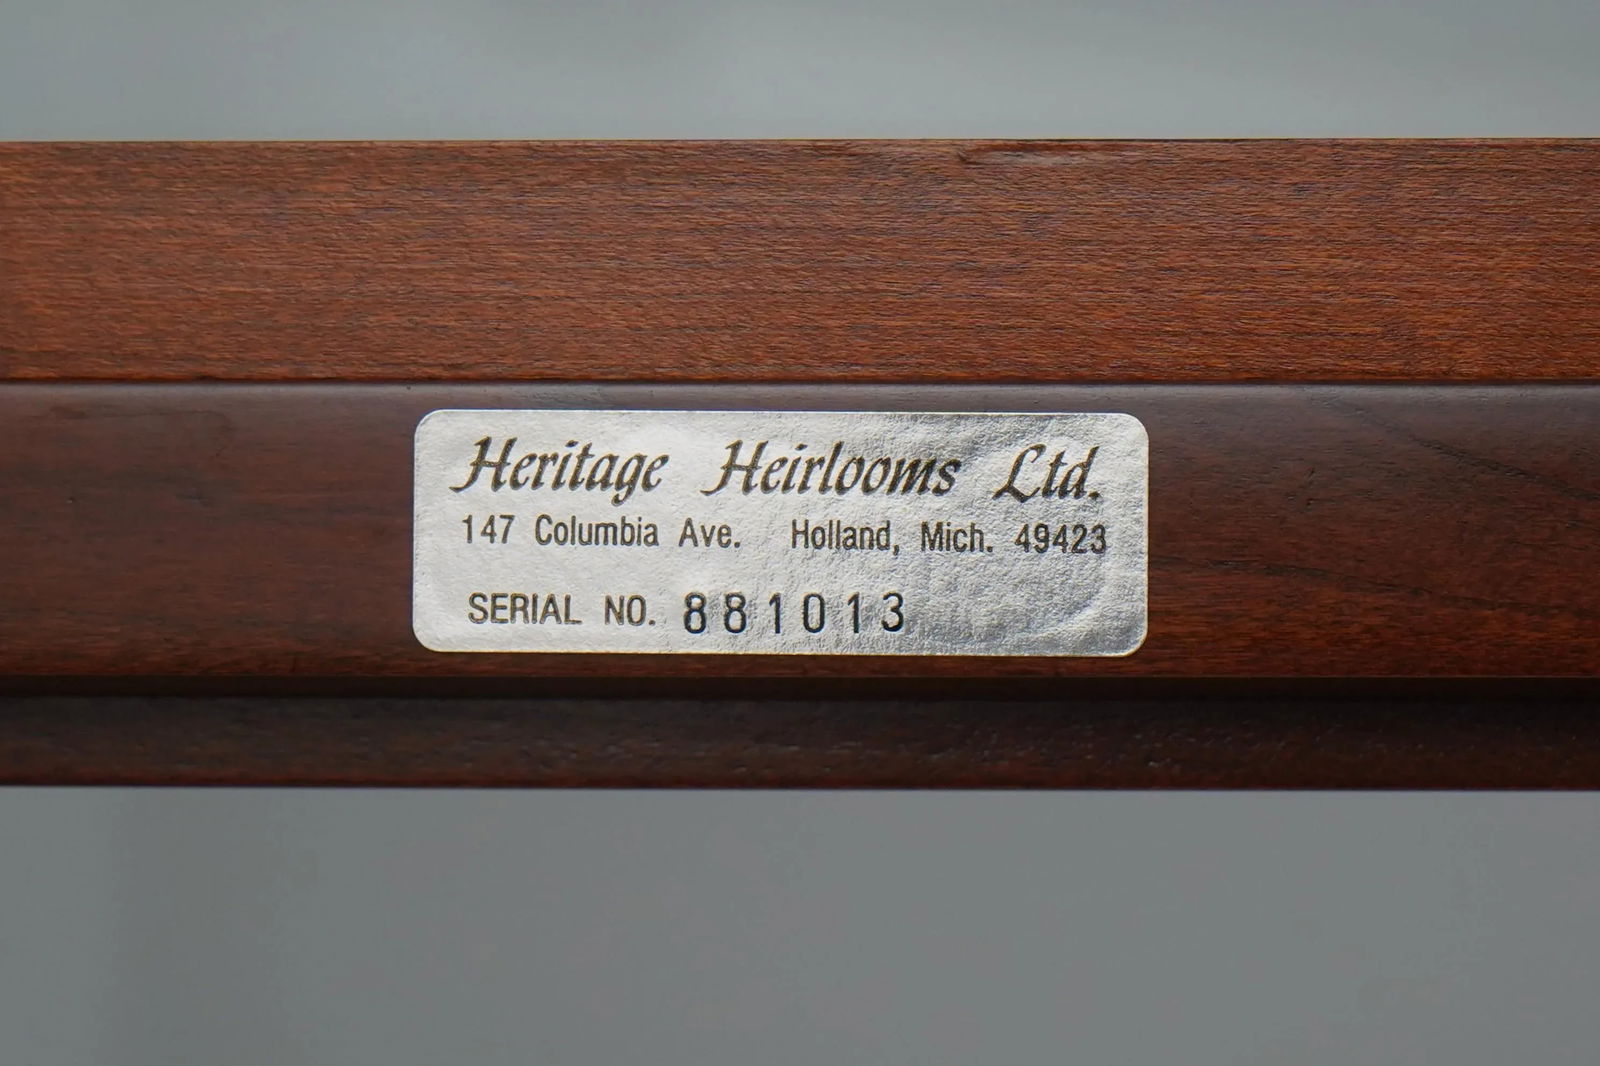 Heritage Heirlooms Ltd.
147 Columbia Ave. Holland, Mich. 49423
SERIAL NO. 881013